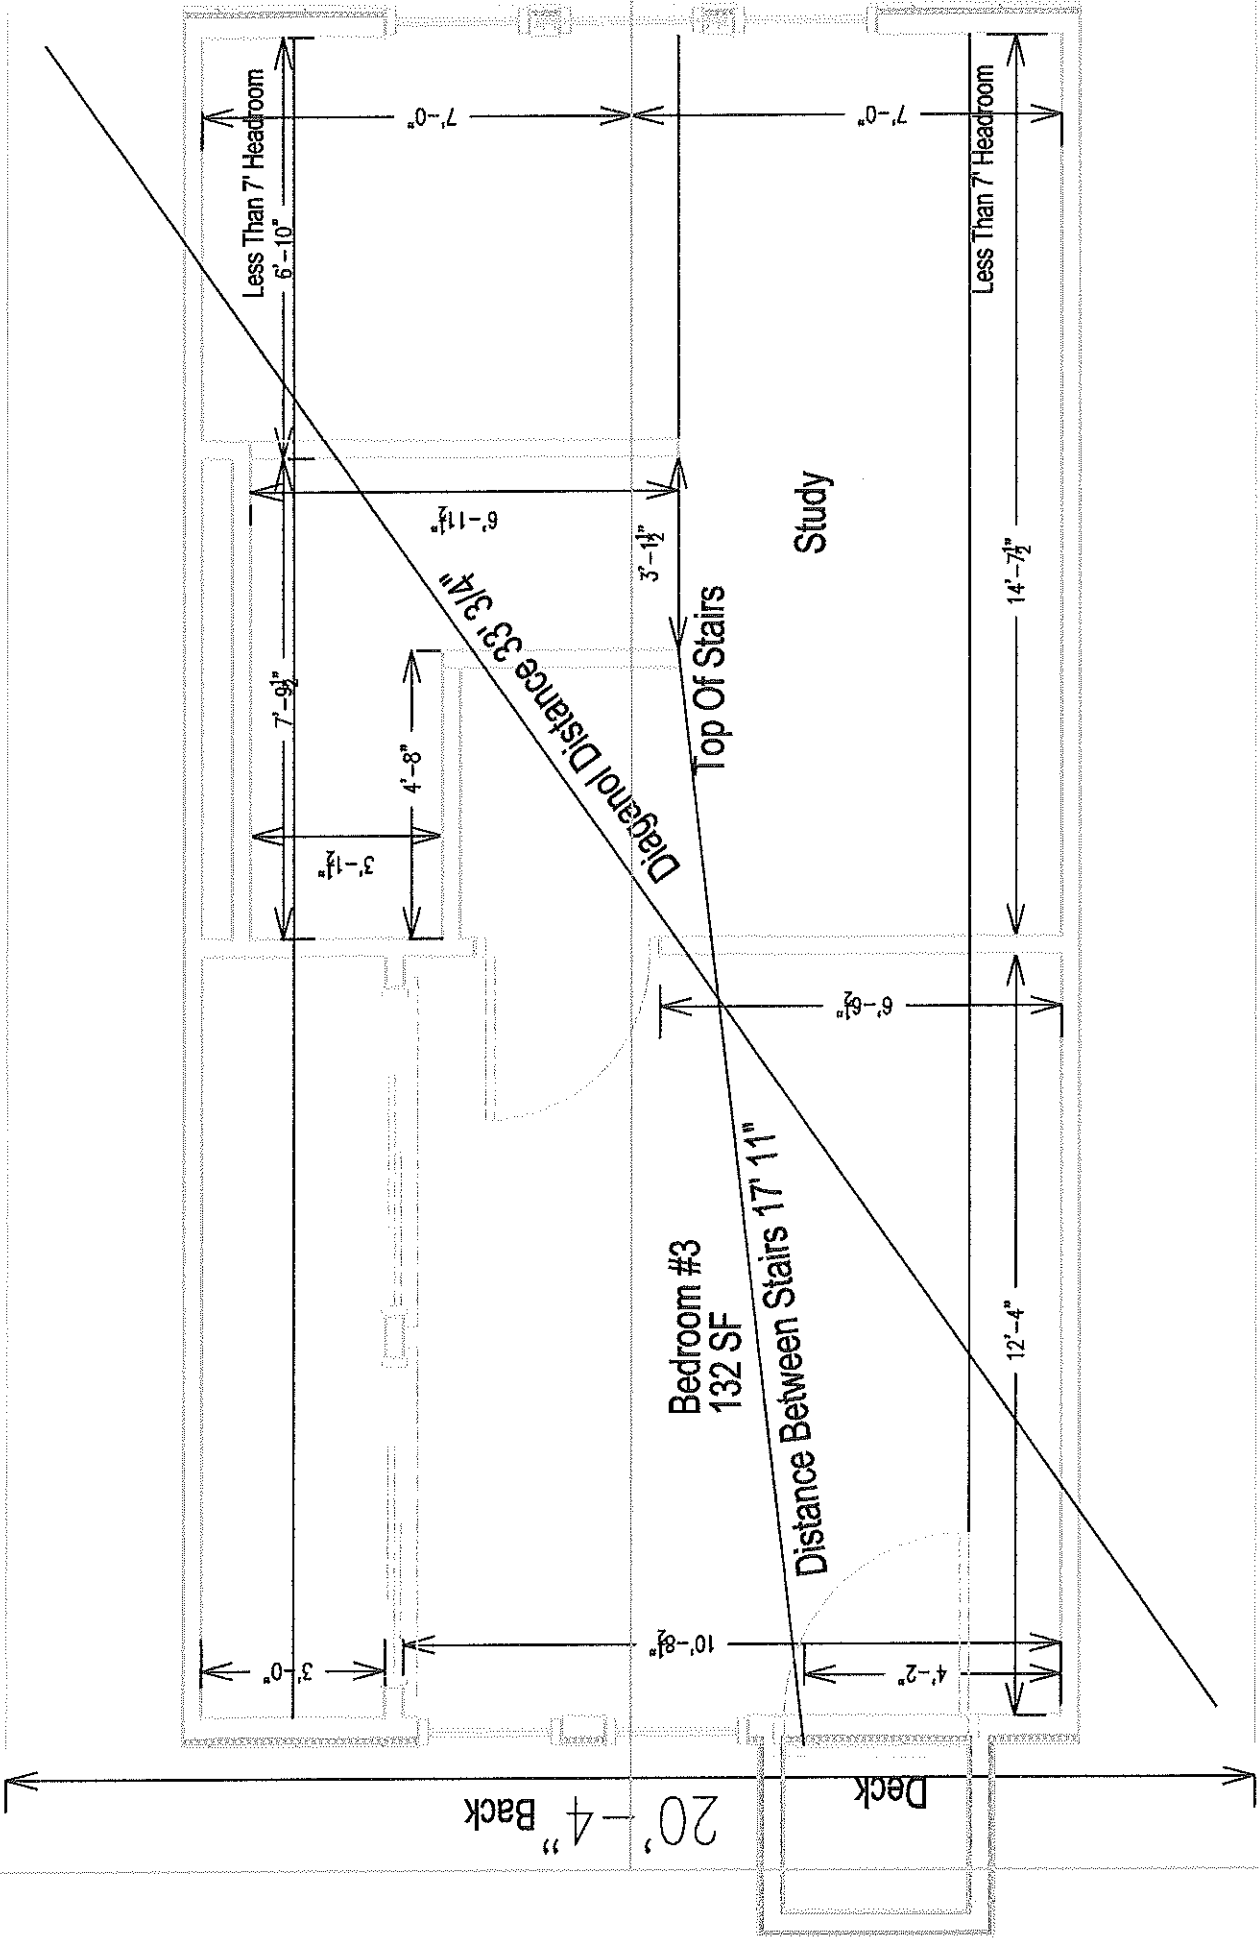 Less Than 7' Headroom
6'-10"
7'-0"
7'-0"
Less Than 7' Headroom
6'-11½"
3'-1½"
Study
14'-7½"
7'-9½"
4'-8"
3'-1½"
Diaganol Distance 33' 3/4"
Top Of Stairs
6'-6½"
Bedroom #3
132 SF
Distance Between Stairs 17' 11"
12'-4"
3'-0"
10'-8½"
4'-2"
20'-4"
Back
Deck